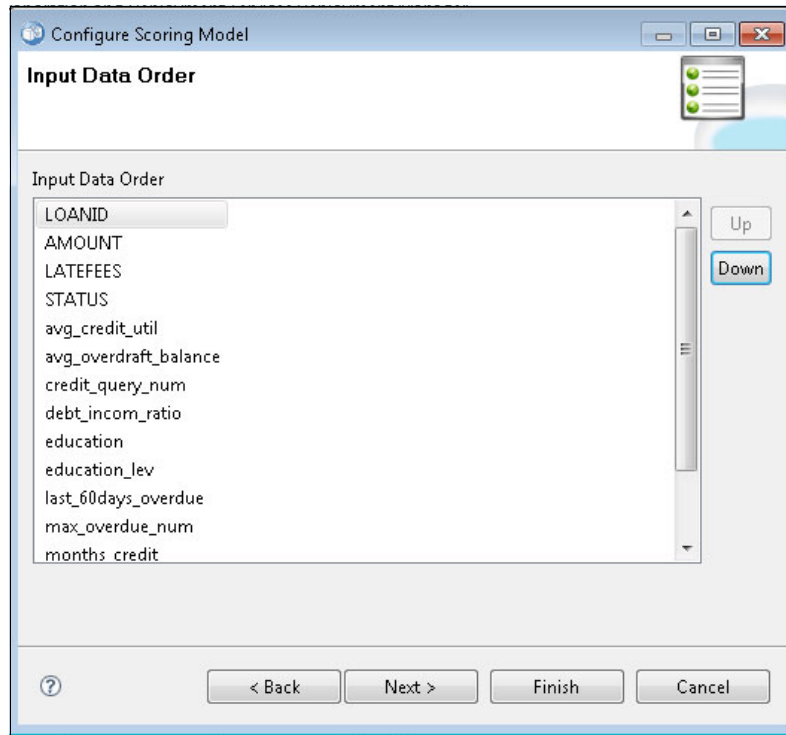 Configure Scoring Model
Input Data Order
Input Data Order
LOANID
AMOUNT
LATEFEES
STATUS
avg_credit_util
avg_overdraft_balance
credit_query_num
debt_incom_ratio
education
education_lev
last_60days_overdue
max_overdue_num
months_credit
Up
Down
< Back Next > Finish Cancel